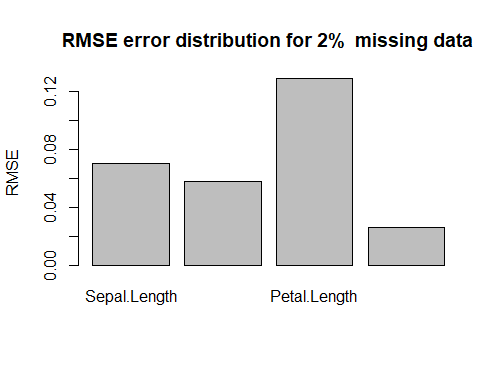 RMSE error distribution for 2%  missing data
RMSE
0.12
0.08
0.04
0.00
Sepal.Length
Petal.Length